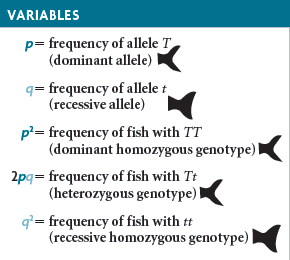 VARIABLES
p= frequency of allele T
(dominant allele)
q= frequency of allele t
(recessive allele)
p²= frequency of fish with TT
(dominant homozygous genotype)
2pq= frequency of fish with Tt
(heterozygous genotype)
q²= frequency of fish with tt
(recessive homozygous genotype)